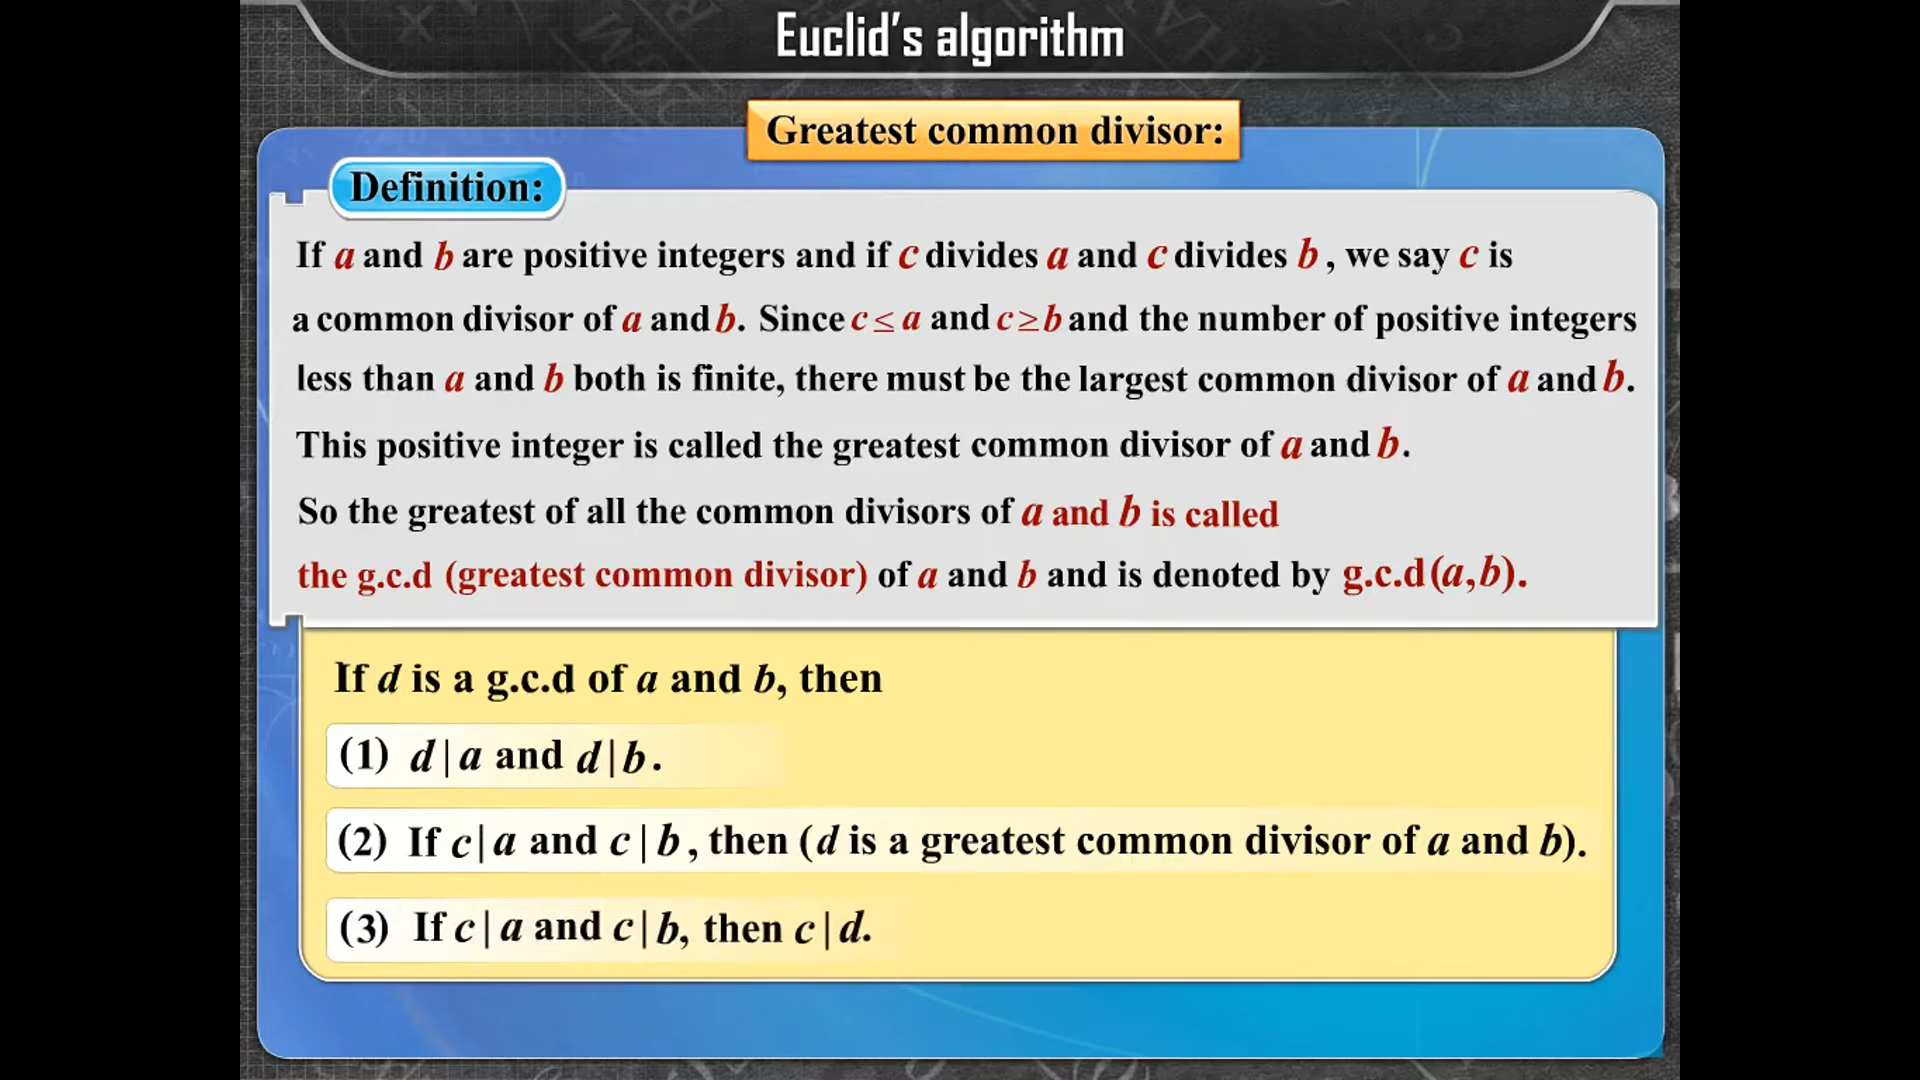 Euclid's algorithm
Greatest common divisor:
Definition:
If a and b are positive integers and if c divides a and c divides b, we say c is
a common divisor of a and b. Since c ≤ a and c ≥ b and the number of positive integers
less than a and b both is finite, there must be the largest common divisor of a and b.
This positive integer is called the greatest common divisor of a and b.
So the greatest of all the common divisors of a and b is called
the g.c.d (greatest common divisor) of a and b and is denoted by g.c.d(a,b).
If d is a g.c.d of a and b, then
(1) d|a and d|b.
(2) If c|a and c|b, then (d is a greatest common divisor of a and b).
(3) If c|a and c|b, then c|d.